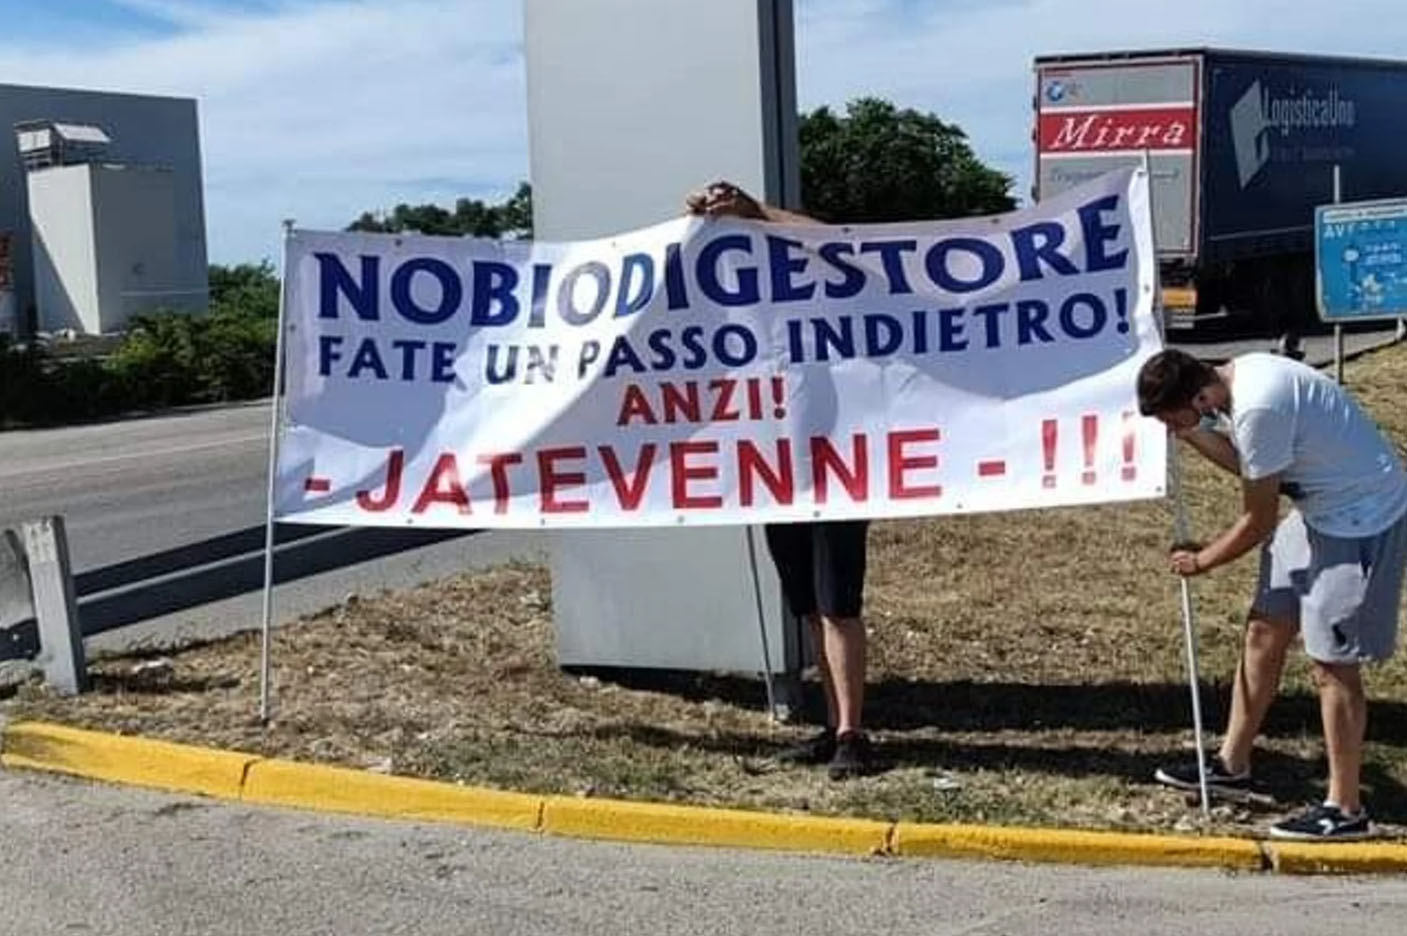 NOBIODIGESTORE
FATE UN PASSO INDIETRO!
ANZI!
- JATEVENNE - !!!
Mirra
LogisticaUno